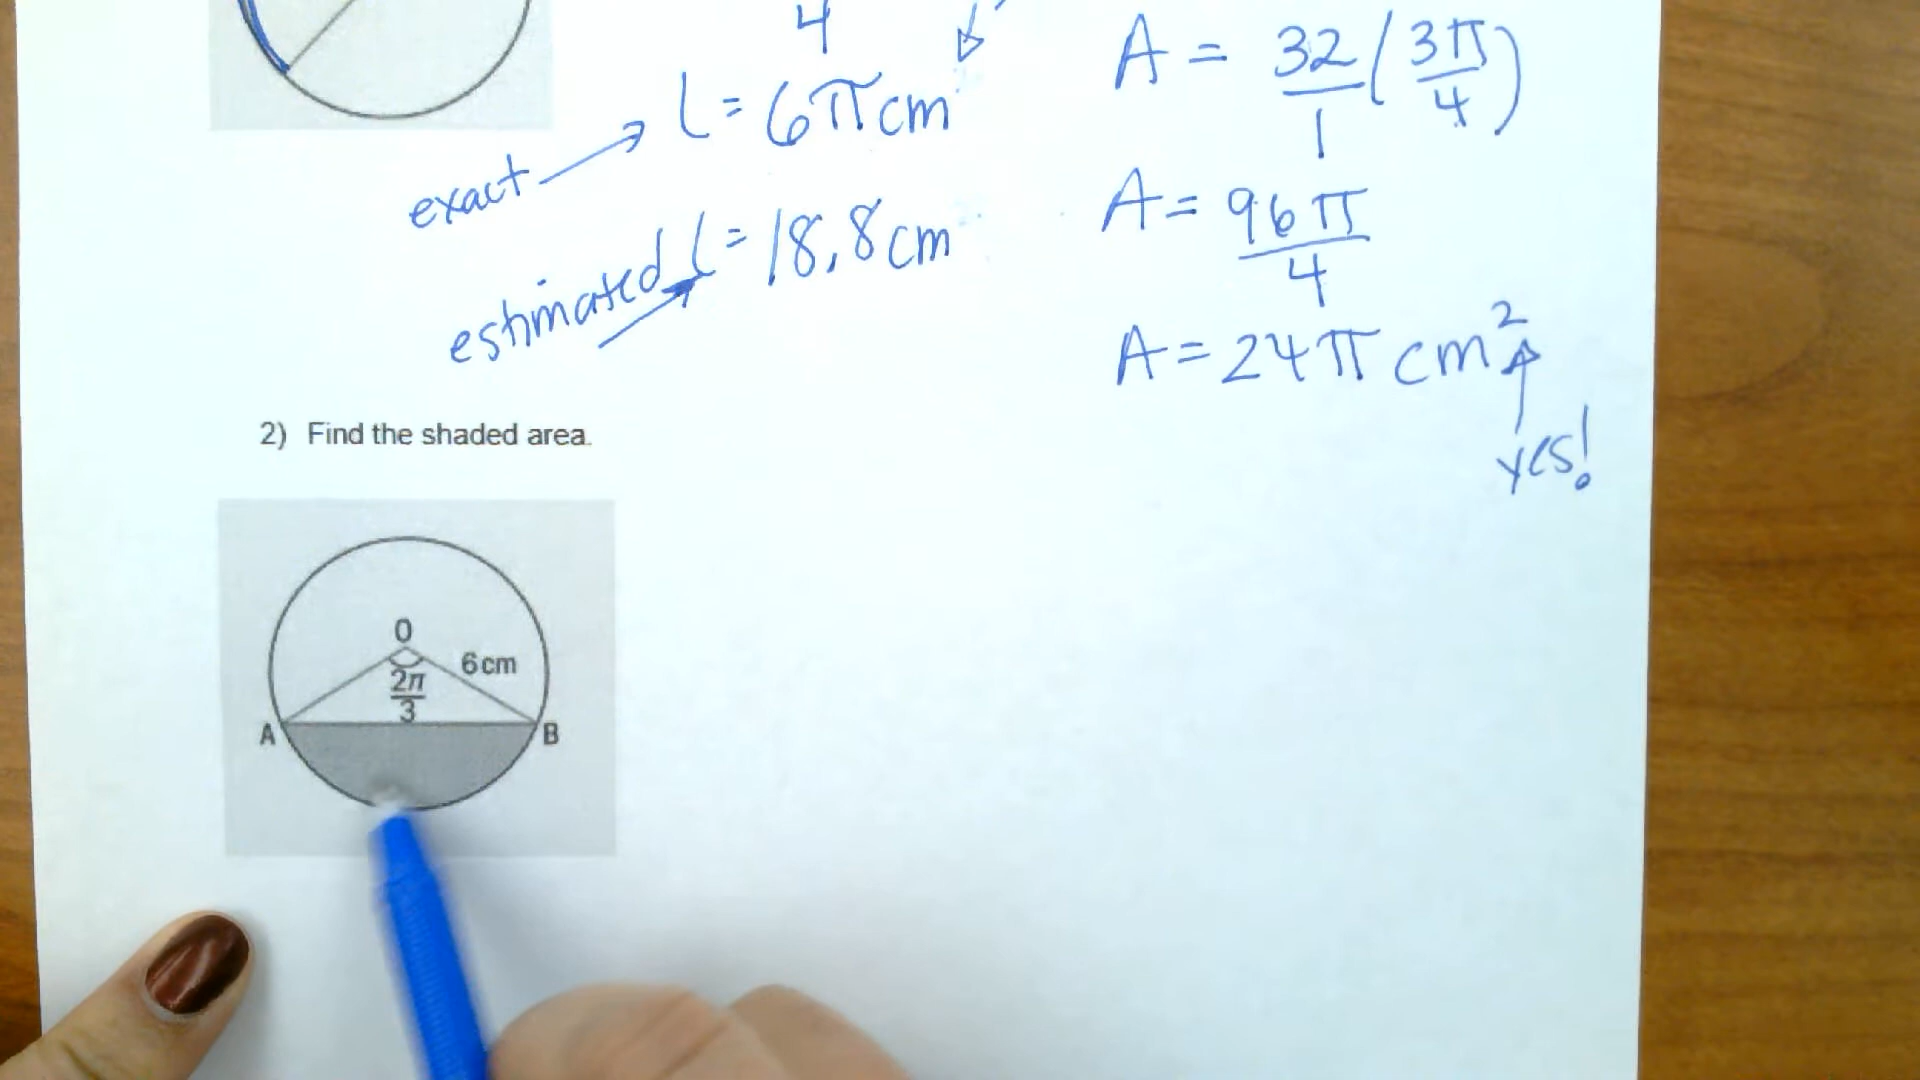 4
l = 6π cm
exact
estimated l = 18.8 cm
A = 32/1 (3π/4)
A = 96π/4
A = 24π cm²
yes!
2) Find the shaded area.
O
6cm
2π/3
A
B